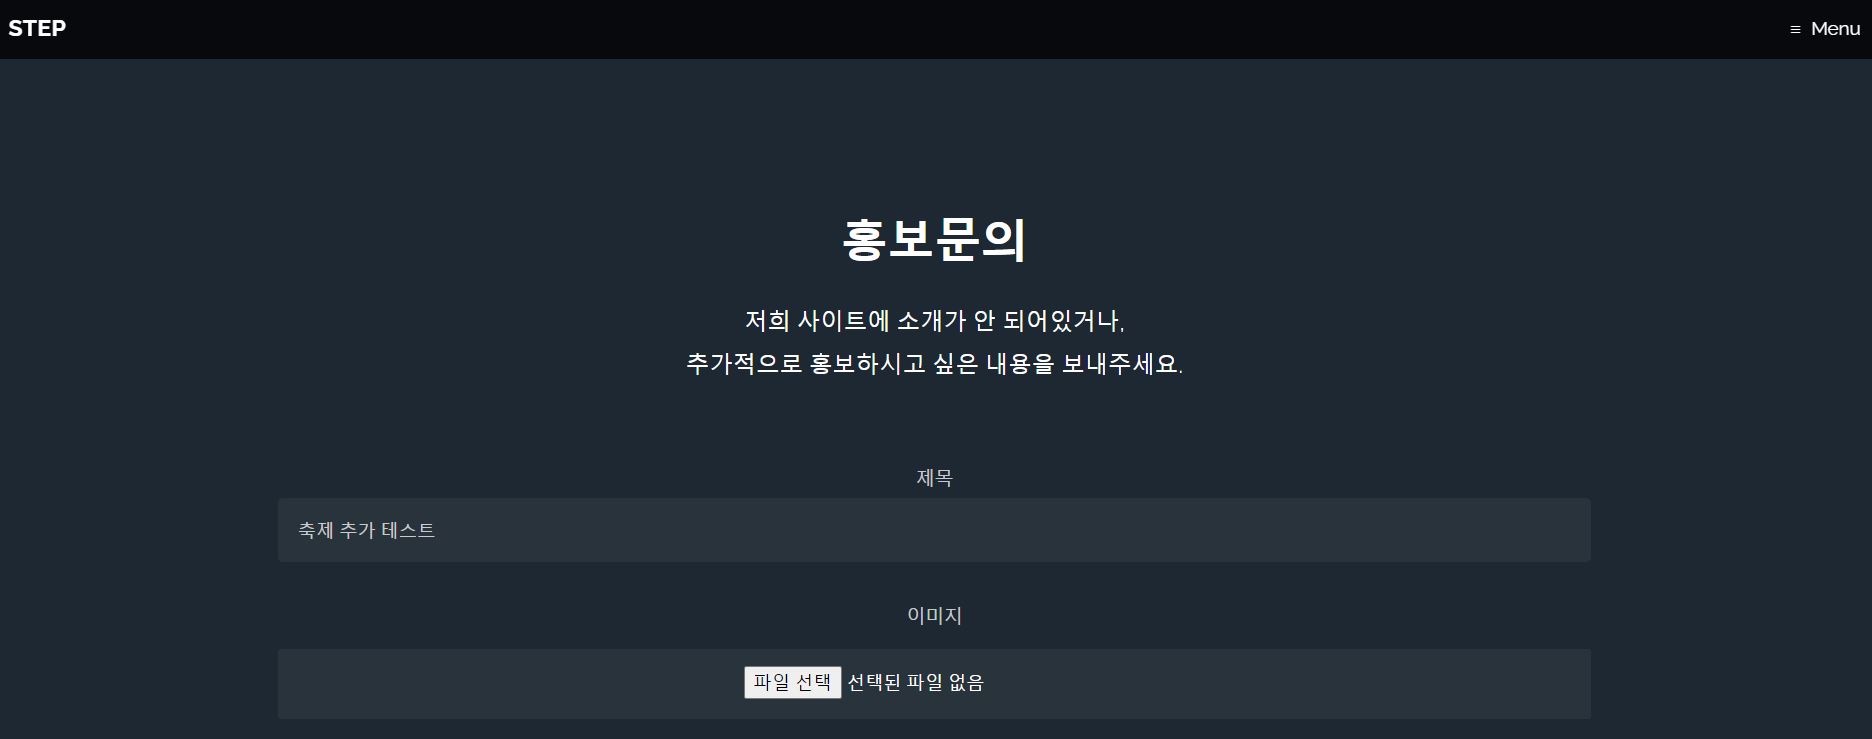 STEP
≡ Menu
홍보문의
저희 사이트에 소개가 안 되어있거나,
추가적으로 홍보하시고 싶은 내용을 보내주세요.
제목
축제 추가 테스트
이미지
파일 선택 선택된 파일 없음